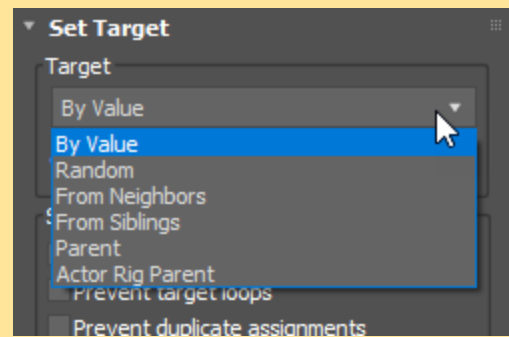 Set Target
Target
By Value
By Value
Random
From Neighbors
From Siblings
Parent
Actor Rig Parent
Prevent target loops
Prevent duplicate assignments